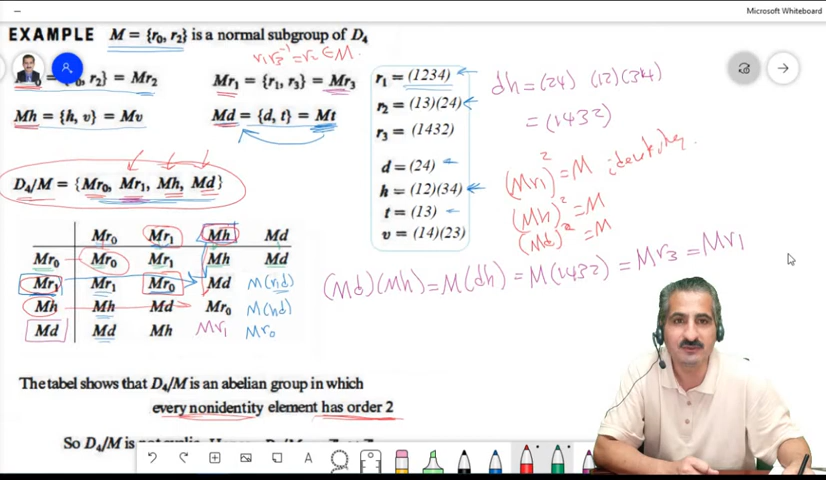 Microsoft Whiteboard
EXAMPLE M = {r₀, r₂} is a normal subgroup of D₄
r₁r₃⁻¹ = r₂ ∈ M.
r₂} = Mr₂
Mr₁ = {r₁, r₃} = Mr₃
Mh = {h, v} = Mv
Md = {d, t} = Mt
D₄/M = {Mr₀, Mr₁, Mh, Md}
r₁ = (1234)
r₂ = (13)(24)
r₃ = (1432)
d = (24)
h = (12)(34)
t = (13)
v = (14)(23)
dh = (24) (12)(34)
= (1432)
(Mr₁)² = M identity.
(Mh)² = M
(Md)² = M
(Md)(Mh) = M(dh) = M(1432) = Mr₃ = Mr₁
Mr₀ Mr₁ Mh Md
Mr₀ Mr₀ Mr₁ Mh Md
Mr₁ Mr₁ Mr₀ Md M(r₁d)
Mh Mh Md Mr₀ M(hd)
Md Md Mh Mr₁ Mr₀
The tabel shows that D₄/M is an abelian group in which
every nonidentity element has order 2
So D₄/M is not cyclic.